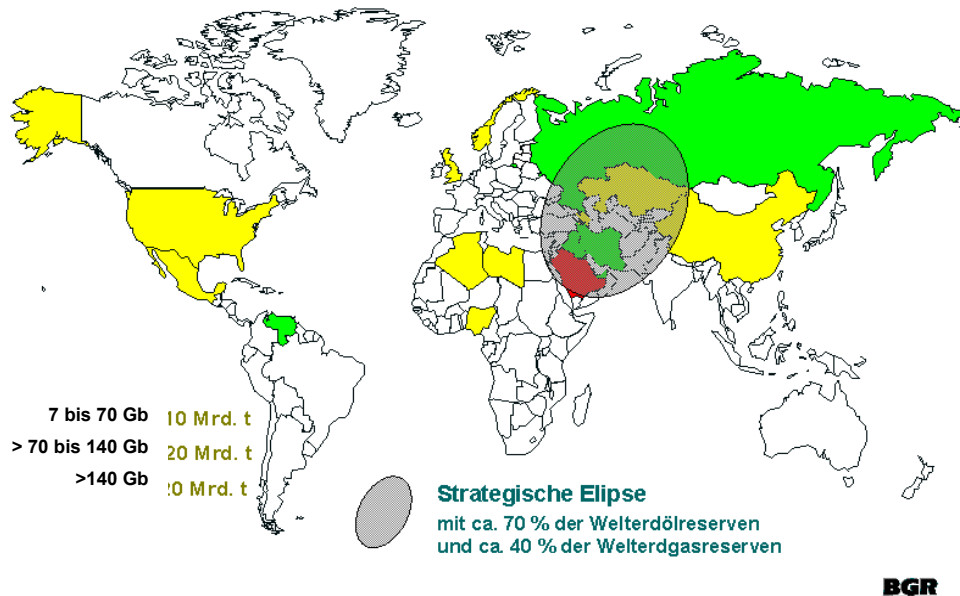 7 bis 70 Gb 10 Mrd. t
> 70 bis 140 Gb 20 Mrd. t
>140 Gb 20 Mrd. t
Strategische Elipse
mit ca. 70 % der Welterdölreserven
und ca. 40 % der Welterdgasreserven
BGR